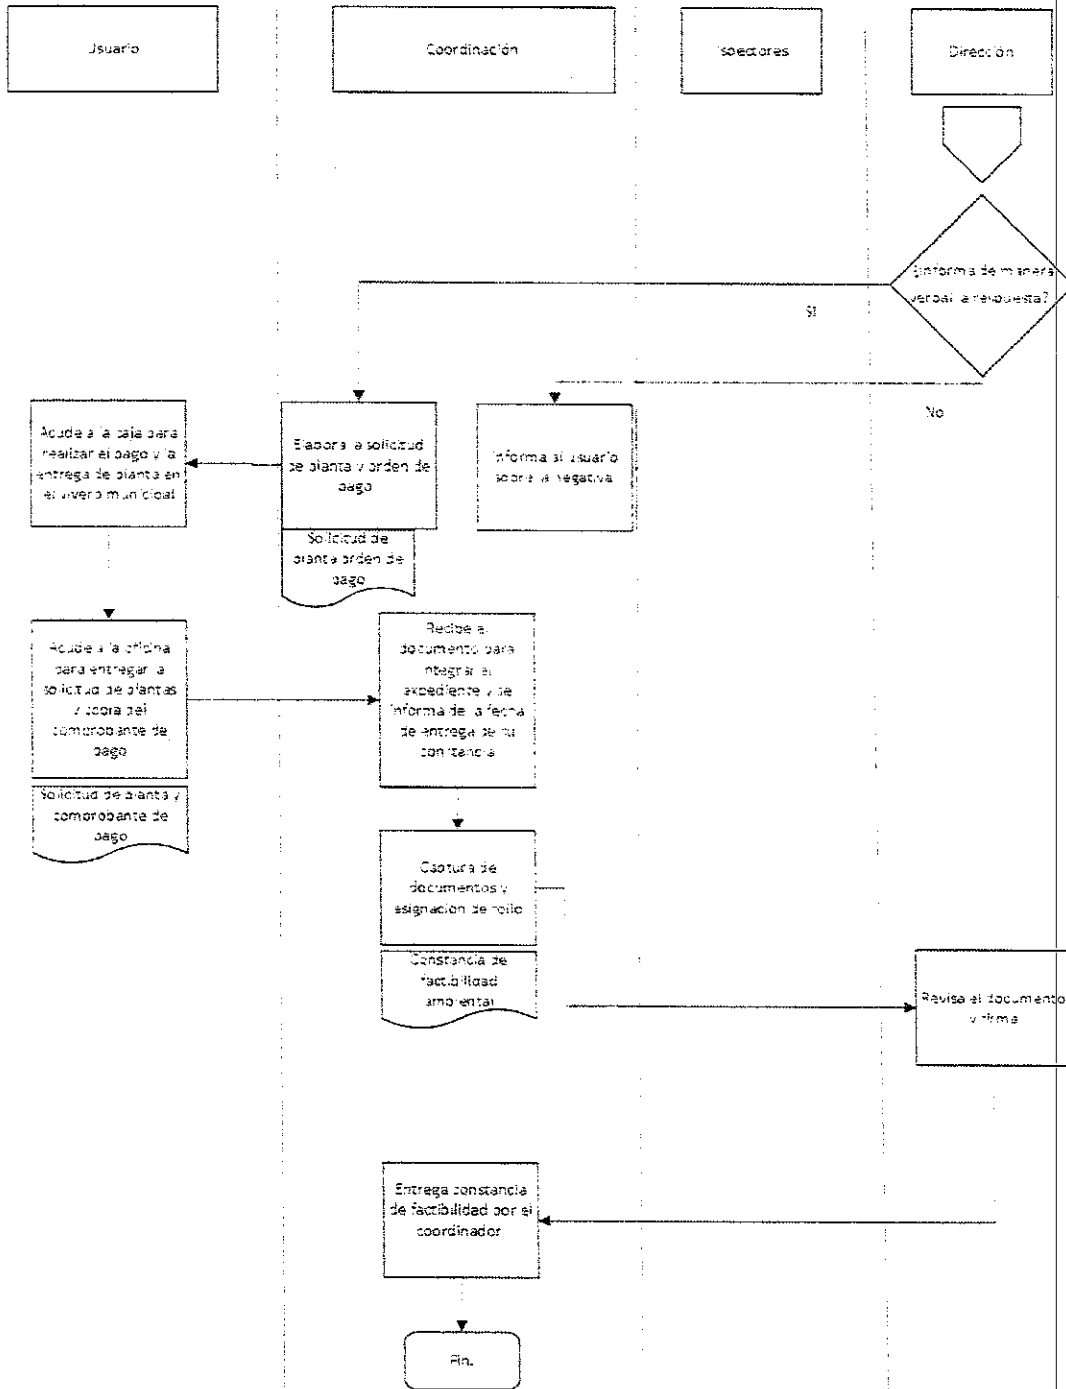 Usuario
Coordinación
Ispectores
Dirección
¿Informa de manera
verbal la respuesta?
SI
No
Acude a la caja para
realizar el pago y la
entrega de planta en
el vivero municipal
Elabora la solicitud
de planta y orden de
pago
Informa al usuario
sobre la negativa
Solicitud de
planta orden de
pago
Acude a la oficina
para entregar la
solicitud de plantas
y copia del
comprobante de
pago
Recibe el
documento para
integrar el
expediente y se
informa de la fecha
de entrega de su
constancia
Solicitud de planta y
comprobante de
pago
Captura de
documentos y
asignación de folio
Constancia de
factibilidad
ambiental
Revisa el documento
y firma
Entrega constancia
de factibilidad por el
coordinador
Fin.